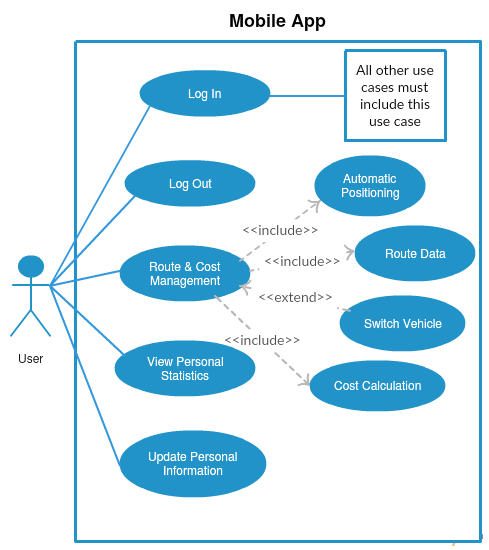 Mobile App
Log In
All other use
cases must
include this
use case
Log Out
Automatic
Positioning
<<include>>
Route & Cost
Management
<<include>>
Route Data
<<extend>>
Switch Vehicle
User
<<include>>
View Personal
Statistics
Cost Calculation
Update Personal
Information